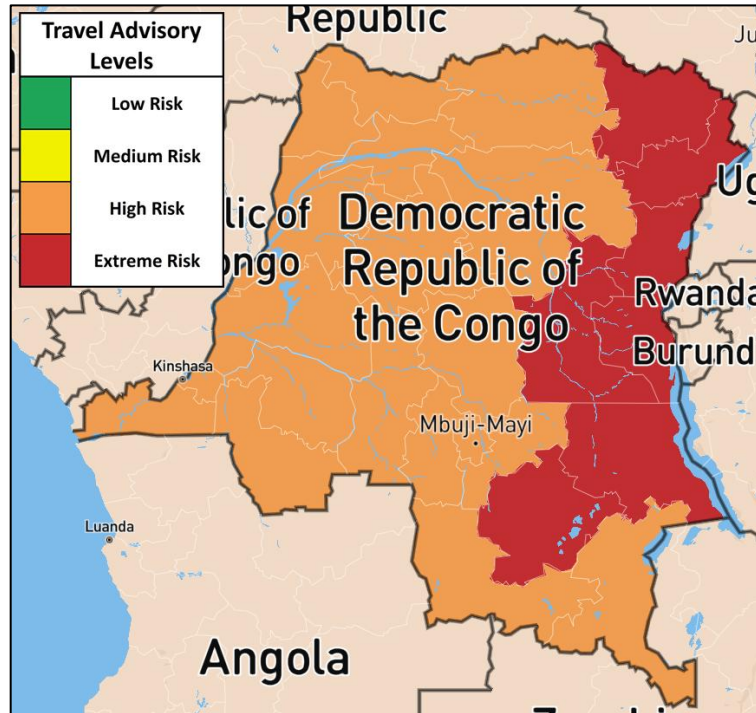 Travel Advisory
Levels
Low Risk
Medium Risk
High Risk
Extreme Risk
Republic
Ju
Ug
lic of
ongo
Democratic
Republic of
the Congo
Rwanda
Burund
Kinshasa
Mbuji-Mayi
Luanda
Angola